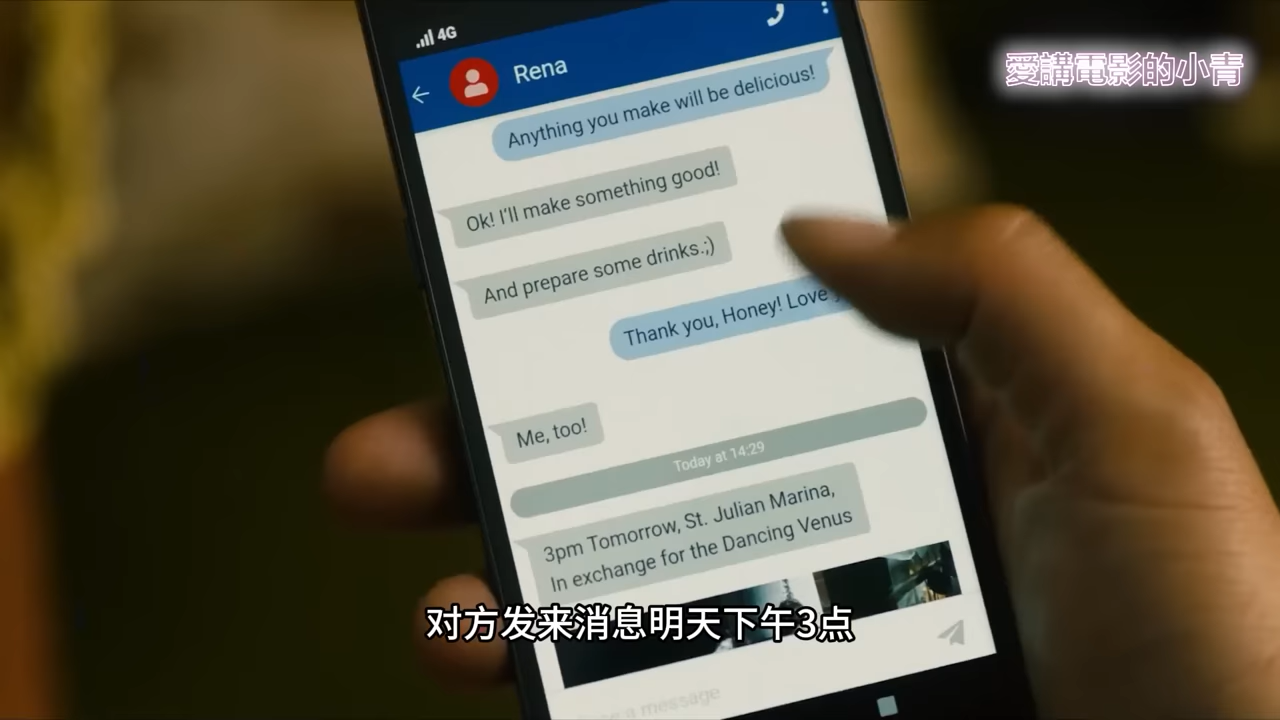 4G
愛講電影的小青
Rena
Anything you make will be delicious!
Ok! I'll make something good!
And prepare some drinks.;)
Thank you, Honey! Love
Me, too!
Today at 14:29
3pm Tomorrow, St. Julian Marina,
In exchange for the Dancing Venus
对方发来消息明天下午3点
a message